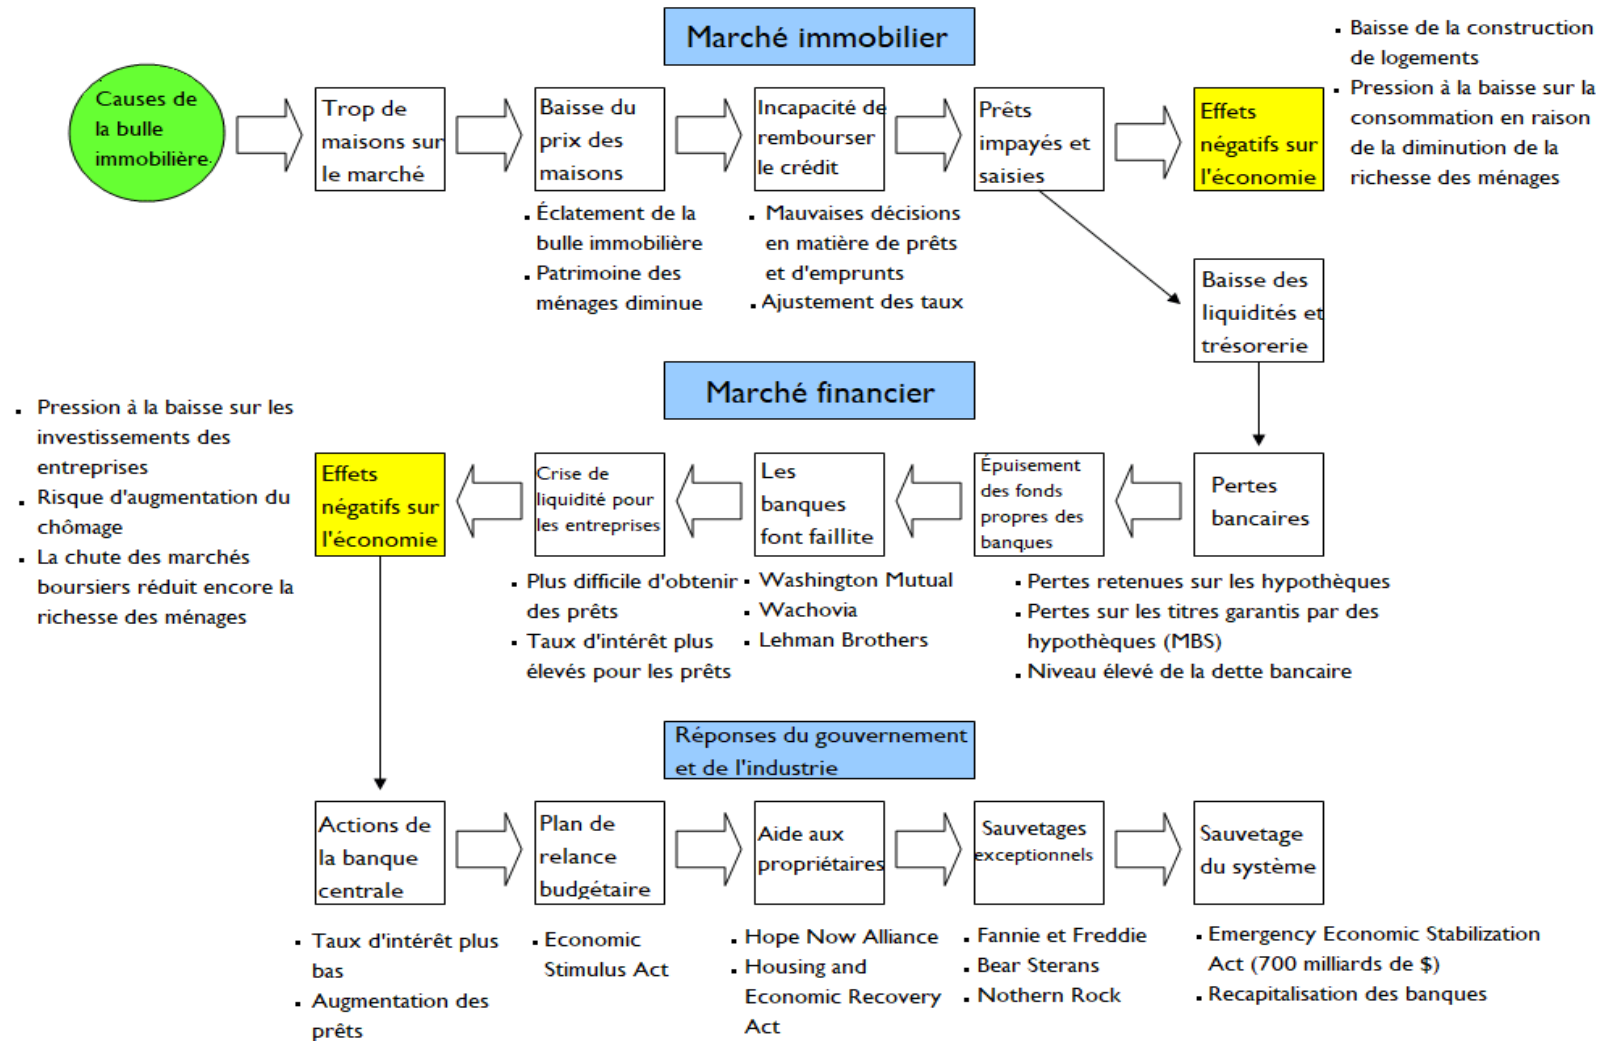 Marché immobilier
Causes de
la bulle
immobilière.
Trop de
maisons sur
le marché
Baisse du
prix des
maisons
Incapacité de
rembourser
le crédit
Prêts
impayés et
saisies
Effets
négatifs sur
l'économie
▪ Baisse de la construction
de logements
▪ Pression à la baisse sur la
consommation en raison
de la diminution de la
richesse des ménages
▪ Éclatement de la
bulle immobilière
▪ Patrimoine des
ménages diminue
▪ Mauvaises décisions
en matière de prêts
et d'emprunts
▪ Ajustement des taux
Baisse des
liquidités et
trésorerie
Marché financier
▪ Pression à la baisse sur les
investissements des
entreprises
▪ Risque d'augmentation du
chômage
▪ La chute des marchés
boursiers réduit encore la
richesse des ménages
Effets
négatifs sur
l'économie
Crise de
liquidité pour
les entreprises
Les
banques
font faillite
Épuisement
des fonds
propres des
banques
Pertes
bancaires
▪ Plus difficile d'obtenir
des prêts
▪ Taux d'intérêt plus
élevés pour les prêts
▪ Washington Mutual
▪ Wachovia
▪ Lehman Brothers
▪ Pertes retenues sur les hypothèques
▪ Pertes sur les titres garantis par des
hypothèques (MBS)
▪ Niveau élevé de la dette bancaire
Réponses du gouvernement
et de l'industrie
Actions de
la banque
centrale
Plan de
relance
budgétaire
Aide aux
propriétaires
Sauvetages
exceptionnels
Sauvetage
du système
▪ Taux d'intérêt plus
bas
▪ Augmentation des
prêts
▪ Economic
Stimulus Act
▪ Hope Now Alliance
▪ Housing and
Economic Recovery
Act
▪ Fannie et Freddie
▪ Bear Sterans
▪ Nothern Rock
▪ Emergency Economic Stabilization
Act (700 milliards de $)
▪ Recapitalisation des banques